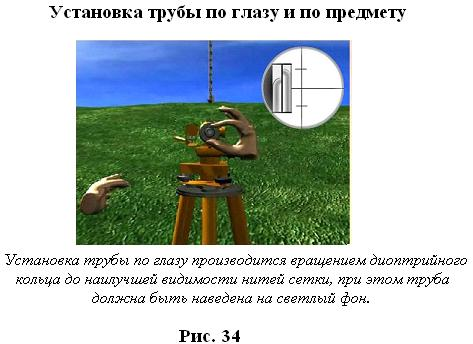 Установка трубы по глазу и по предмету
Установка трубы по глазу производится вращением диоптрийного
кольца до наилучшей видимости нитей сетки, при этом труба
должна быть наведена на светлый фон.
Рис. 34